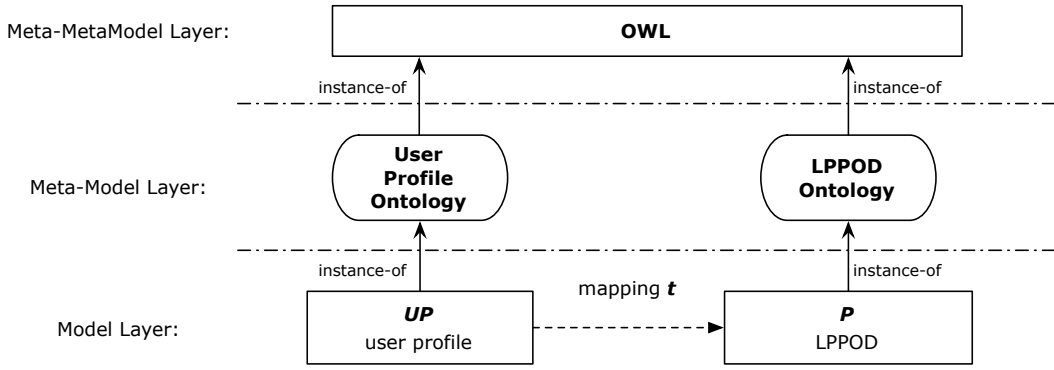 Meta-MetaModel Layer:
OWL
instance-of
instance-of
Meta-Model Layer:
User
Profile
Ontology
LPPOD
Ontology
instance-of
instance-of
mapping t
Model Layer:
UP
user profile
P
LPPOD